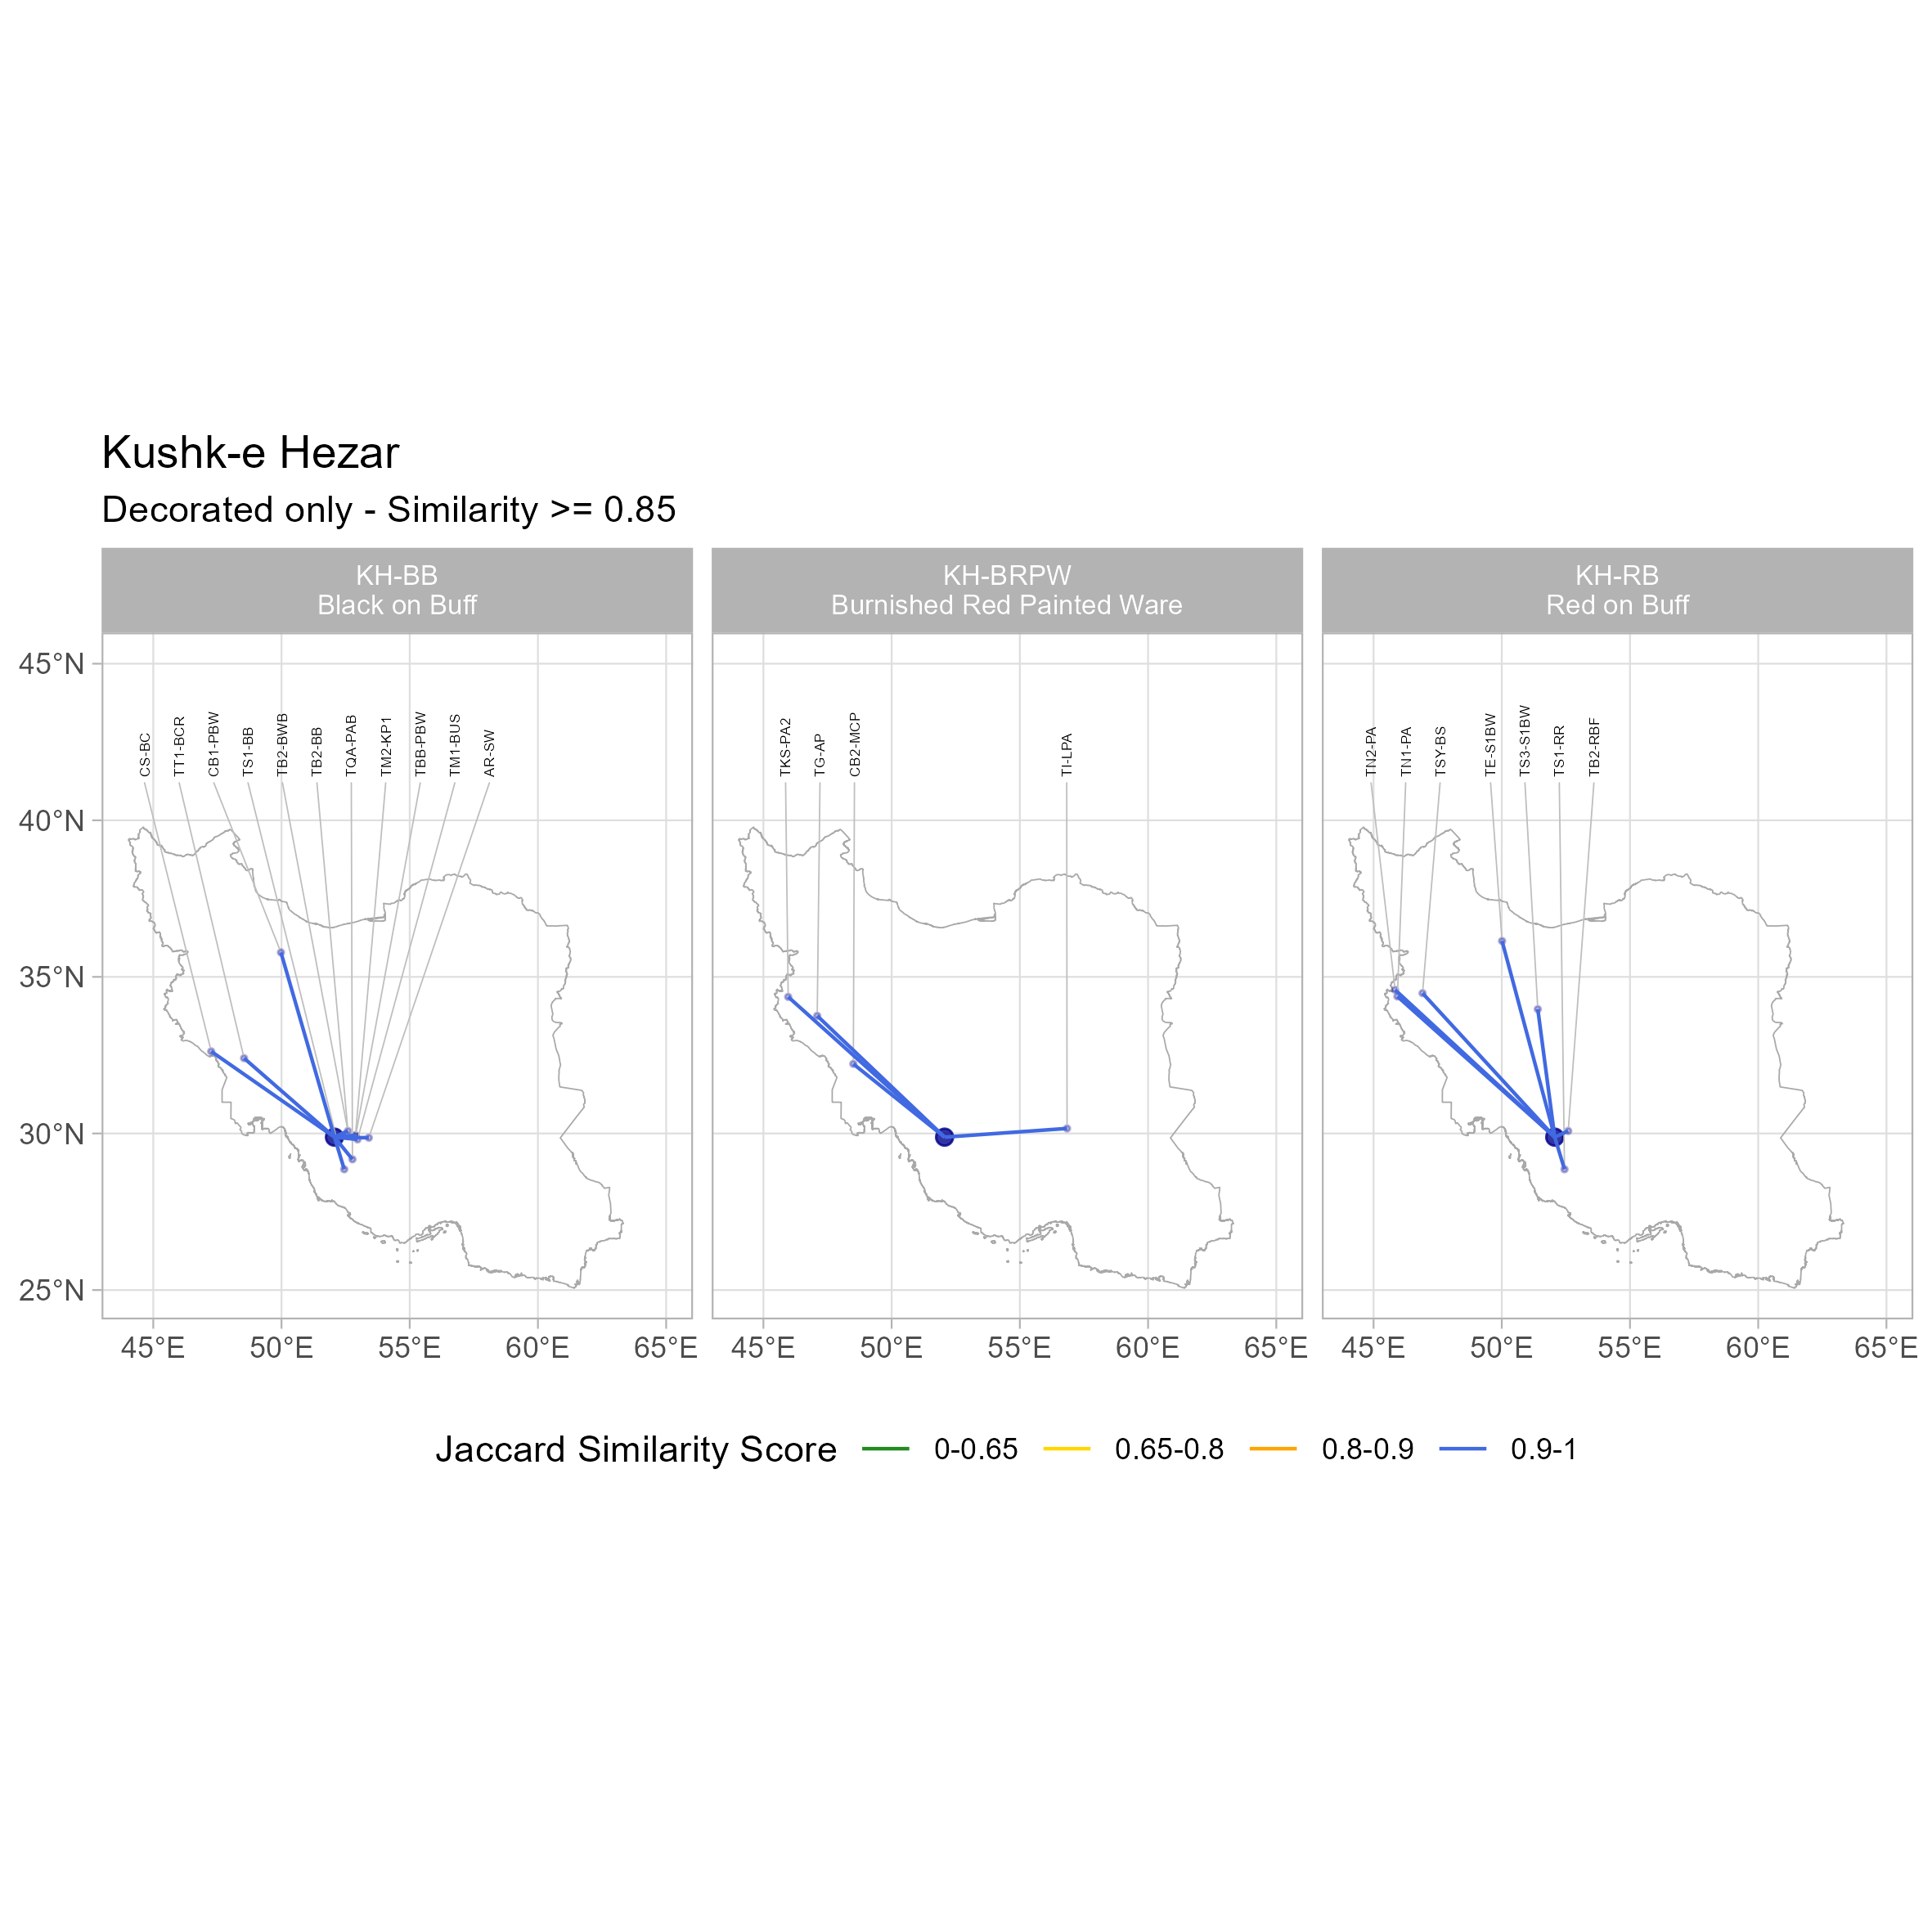 Kushk-e Hezar
Decorated only - Similarity >= 0.85
KH-BB
Black on Buff
KH-BRPW
Burnished Red Painted Ware
KH-RB
Red on Buff
45°N
40°N
35°N
30°N
25°N
CS-BC
TT1-BCR
CB1-PBW
TS1-BB
TB2-BWB
TB2-BB
TQA-PAB
TM2-KP1
TBB-PBW
TM1-BUS
AR-SW
TKS-PA2
TG-AP
CB2-MCP
TI-LPA
TN2-PA
TN1-PA
TSY-BS
TE-S1BW
TS3-S1BW
TS1-RR
TB2-RBF
45°E 50°E 55°E 60°E 65°E 45°E 50°E 55°E 60°E 65°E 45°E 50°E 55°E 60°E 65°E
Jaccard Similarity Score 0-0.65 0.65-0.8 0.8-0.9 0.9-1